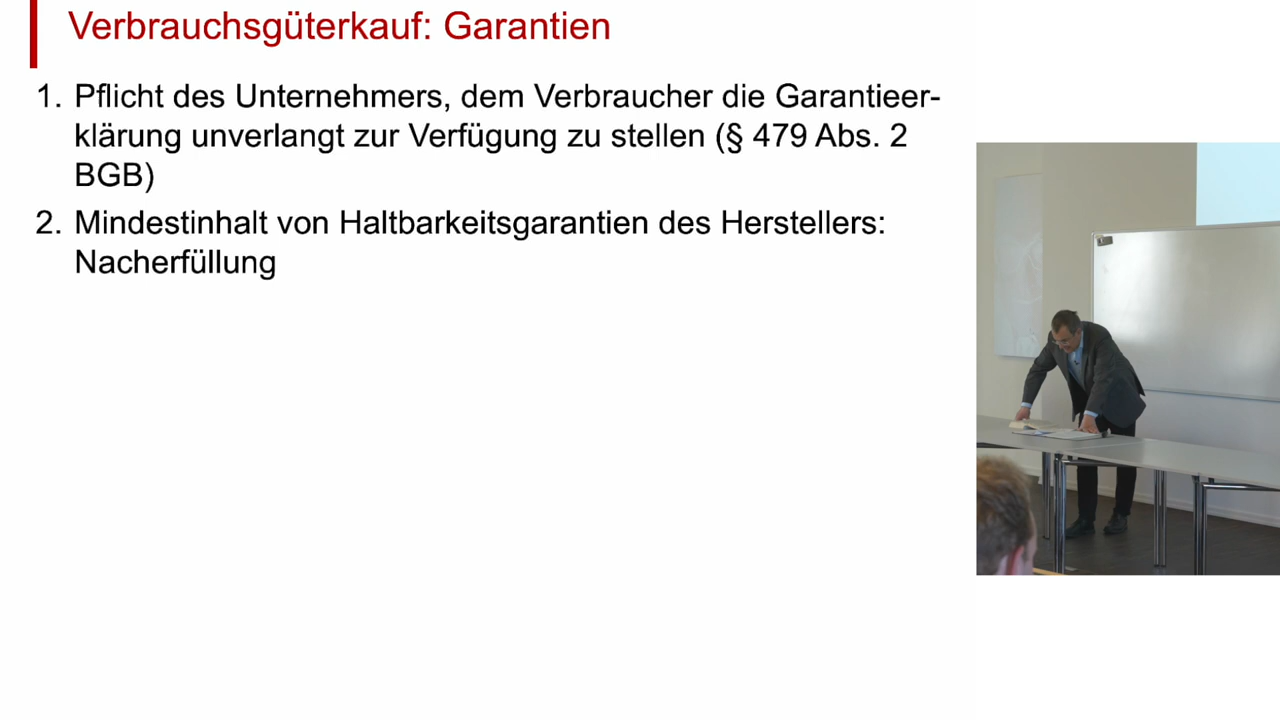 Verbrauchsgüterkauf: Garantien
1. Pflicht des Unternehmers, dem Verbraucher die Garantieer-
klärung unverlangt zur Verfügung zu stellen (§ 479 Abs. 2
BGB)
2. Mindestinhalt von Haltbarkeitsgarantien des Herstellers:
Nacherfüllung